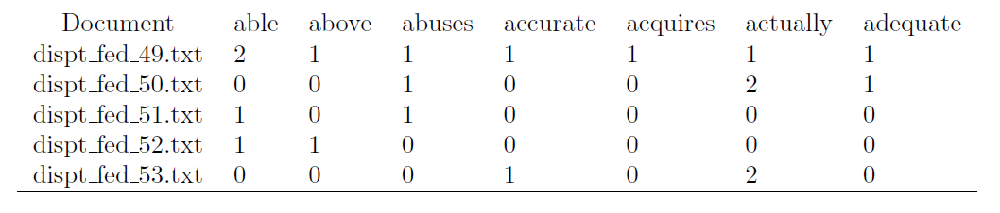 Document able above abuses accurate acquires actually adequate
dispt_fed_49.txt 2 1 1 1 1 1 1
dispt_fed_50.txt 0 0 1 0 0 2 1
dispt_fed_51.txt 1 0 1 0 0 0 0
dispt_fed_52.txt 1 1 0 0 0 0 0
dispt_fed_53.txt 0 0 0 1 0 2 0